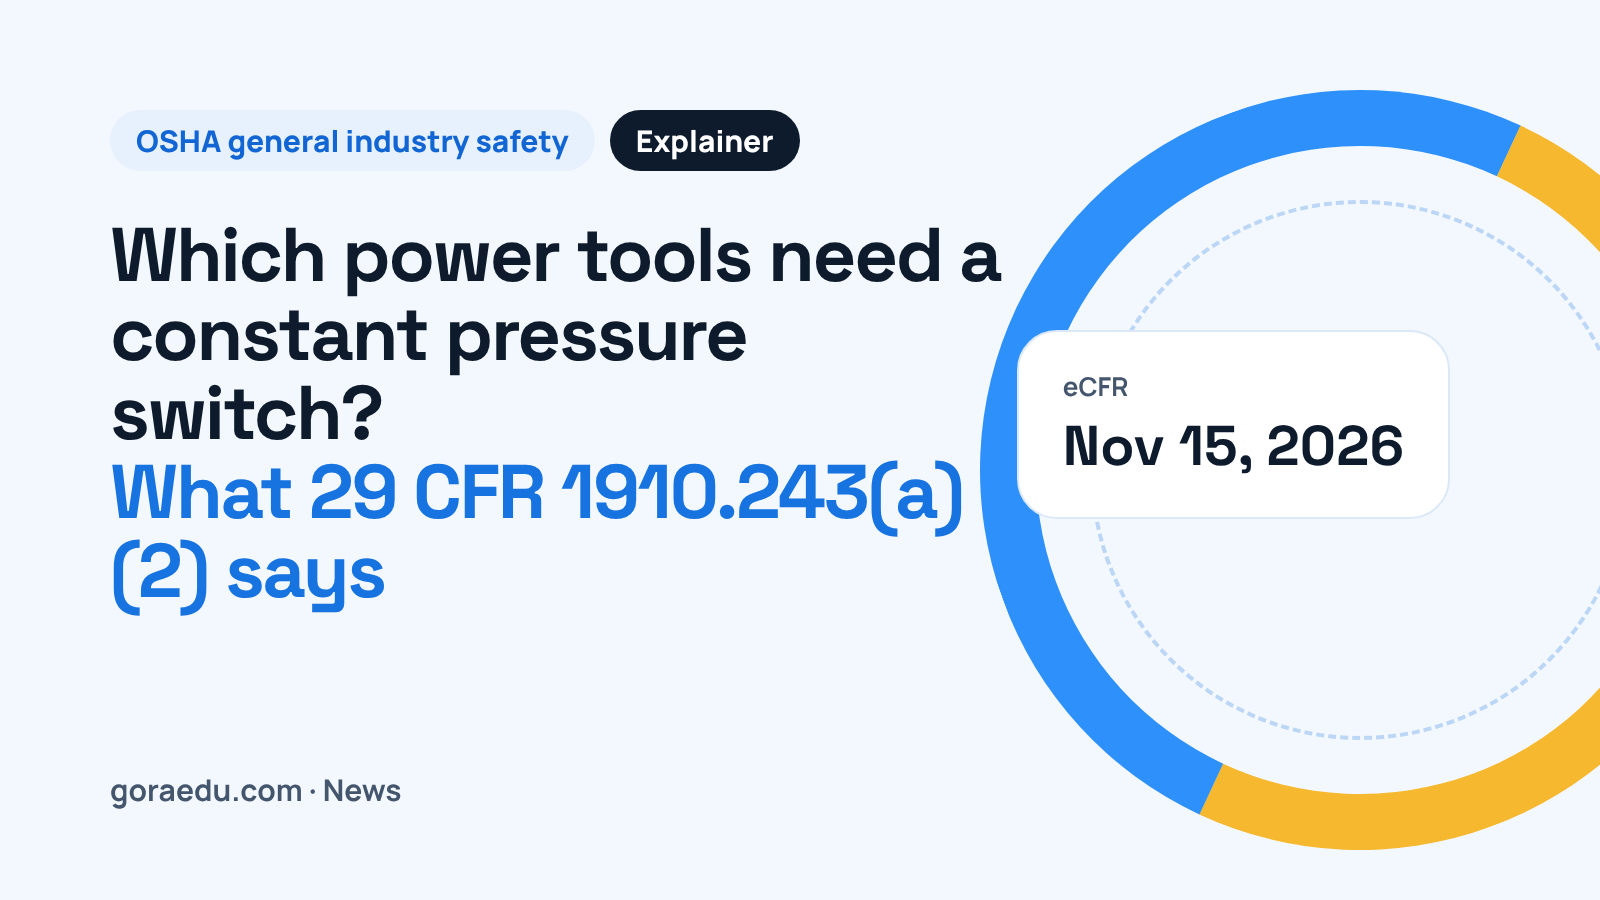 OSHA general industry safety
Explainer
Which power tools need a
constant pressure
switch?
What 29 CFR 1910.243(a)
(2) says
eCFR
Nov 15, 2026
goraedu.com · News